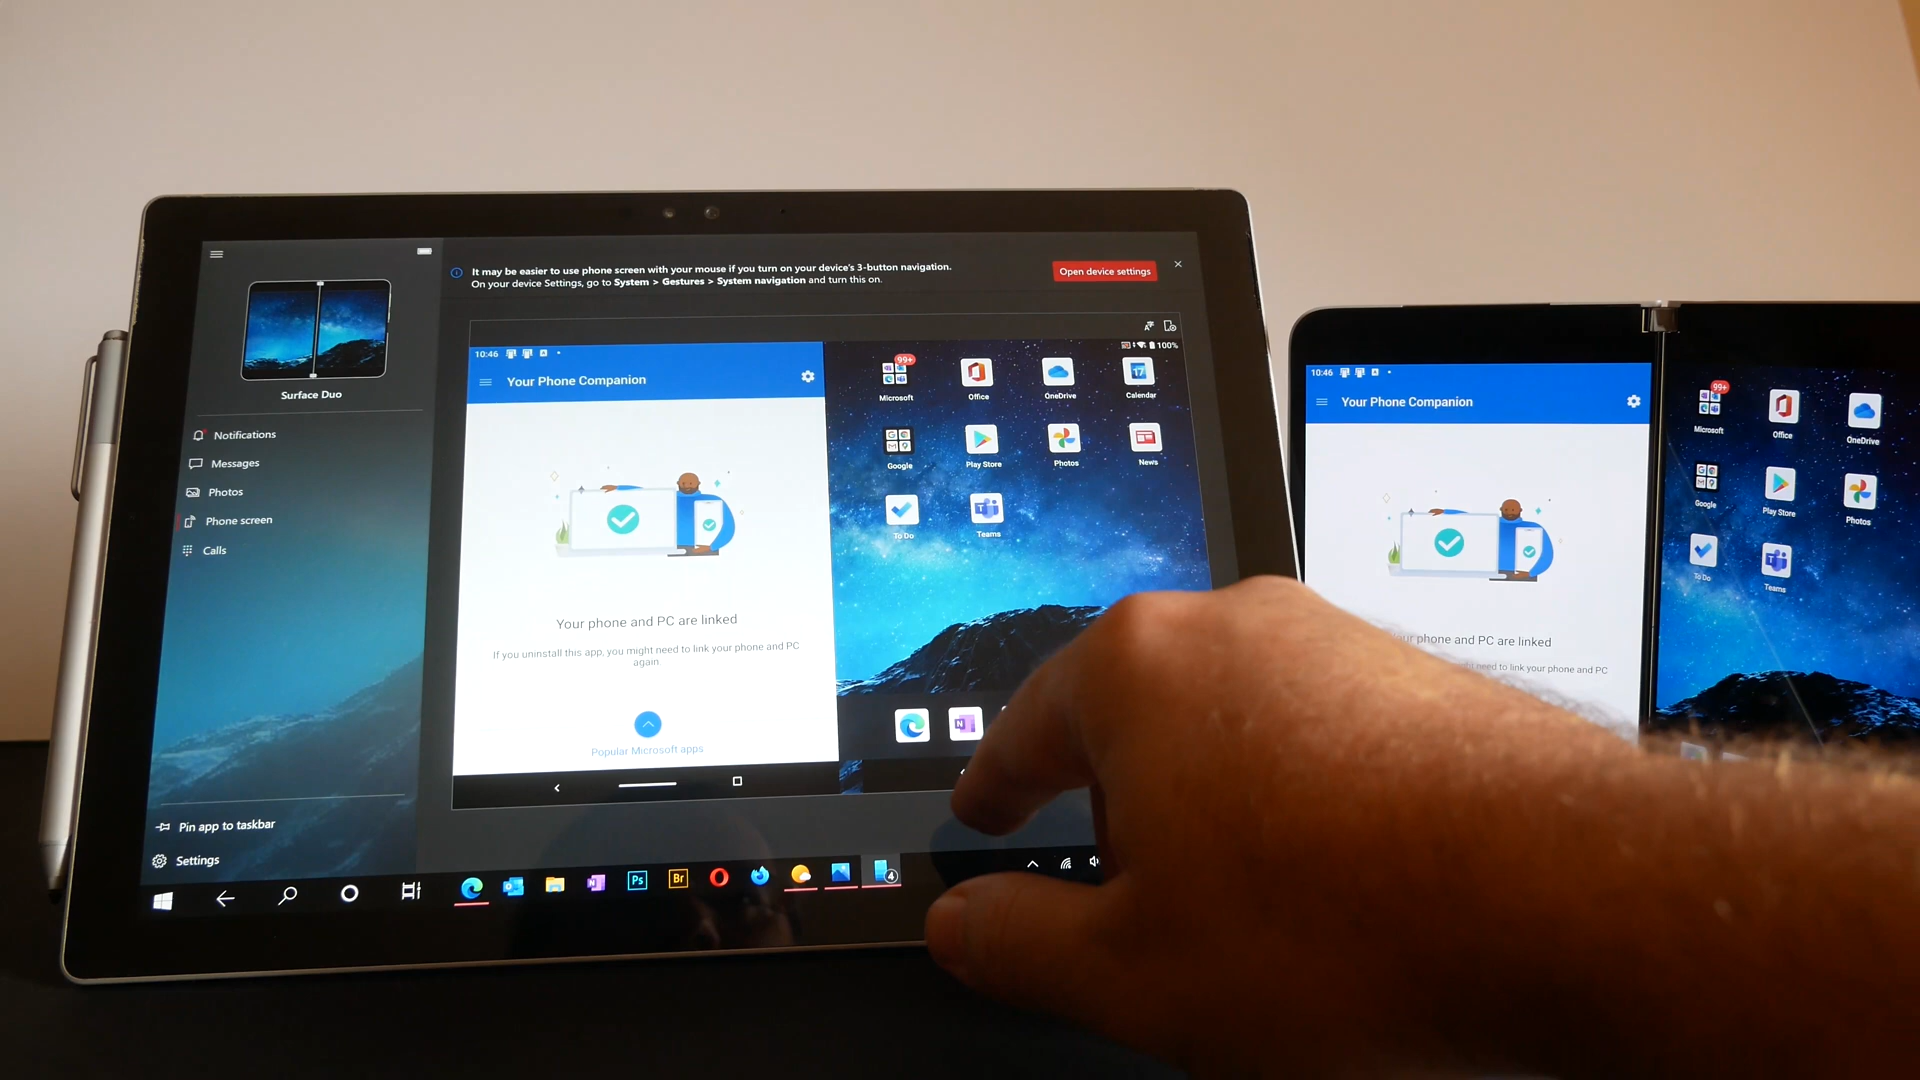 It may be easier to use phone screen with your mouse if you turn on your device's 3-button navigation.
On your device Settings, go to System > Gestures > System navigation and turn this on.
Open device settings
Surface Duo
Notifications
Messages
Photos
Phone screen
Calls
Pin app to taskbar
Settings
10:46
100%
Your Phone Companion
Your phone and PC are linked
If you uninstall this app, you might need to link your phone and PC
again.
Popular Microsoft apps
99+
Microsoft
Office
OneDrive
17
Calendar
Google
Play Store
Photos
News
To Do
Teams
Ps
Br
4
10:46
Your Phone Companion
your phone and PC are linked
need to link your phone and PC
99+
Microsoft
Office
OneDrive
Google
Play Store
Photos
To Do
Teams